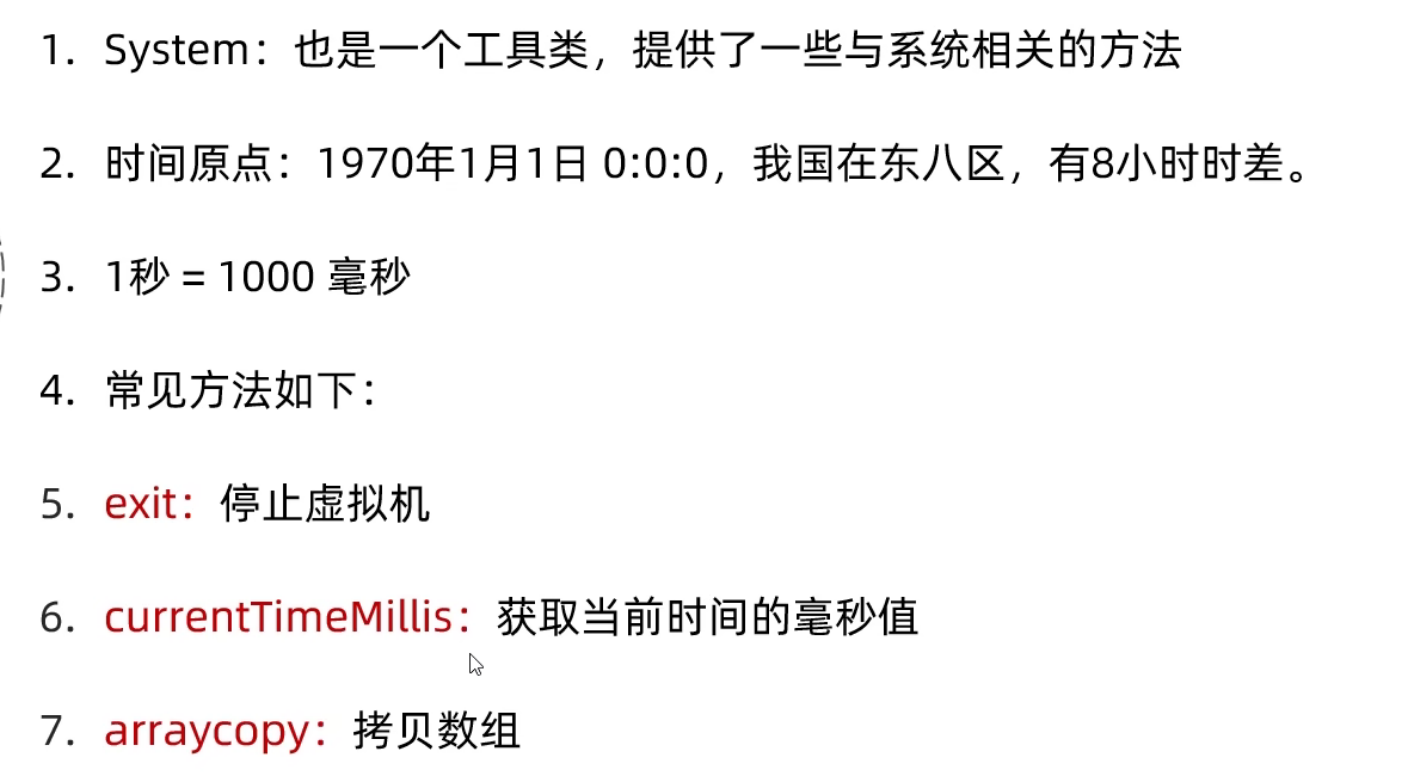 1. System：也是一个工具类，提供了一些与系统相关的方法
2. 时间原点：1970年1月1日 0:0:0，我国在东八区，有8小时时差。
3. 1秒 = 1000 毫秒
4. 常见方法如下：
5. exit：停止虚拟机
6. currentTimeMillis：获取当前时间的毫秒值
7. arraycopy：拷贝数组